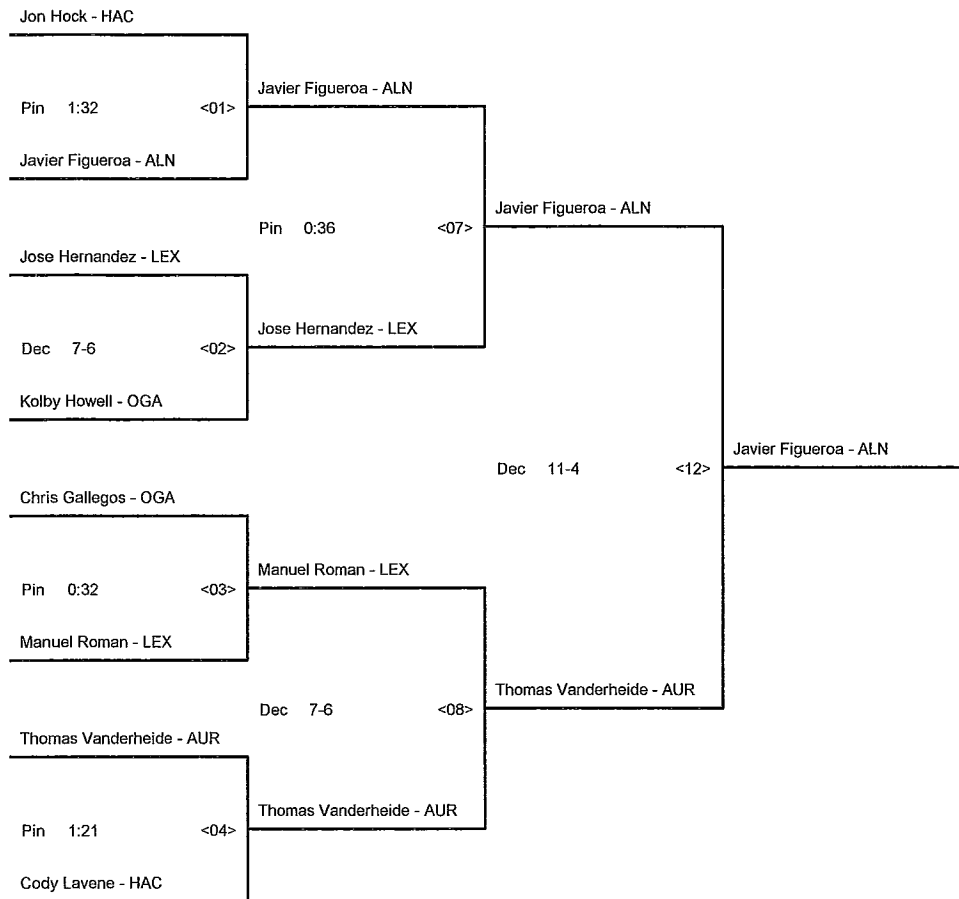 Jon Hock - HAC
Javier Figueroa - ALN
Pin 1:32 <01>
Javier Figueroa - ALN
Javier Figueroa - ALN
Pin 0:36 <07>
Jose Hernandez - LEX
Jose Hernandez - LEX
Dec 7-6 <02>
Kolby Howell - OGA
Javier Figueroa - ALN
Dec 11-4 <12>
Chris Gallegos - OGA
Manuel Roman - LEX
Pin 0:32 <03>
Manuel Roman - LEX
Thomas Vanderheide - AUR
Dec 7-6 <08>
Thomas Vanderheide - AUR
Thomas Vanderheide - AUR
Pin 1:21 <04>
Cody Lavene - HAC